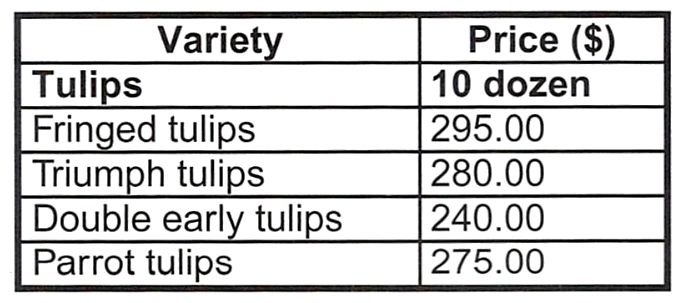 Variety Price ($)
Tulips 10 dozen
Fringed tulips 295.00
Triumph tulips 280.00
Double early tulips 240.00
Parrot tulips 275.00